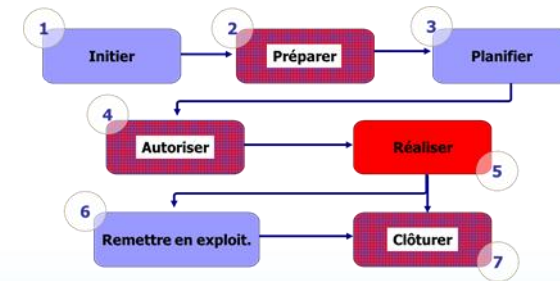 1
Initier
2
Préparer
3
Planifier
4
Autoriser
Réaliser
5
6
Remettre en exploit.
Clôturer
7